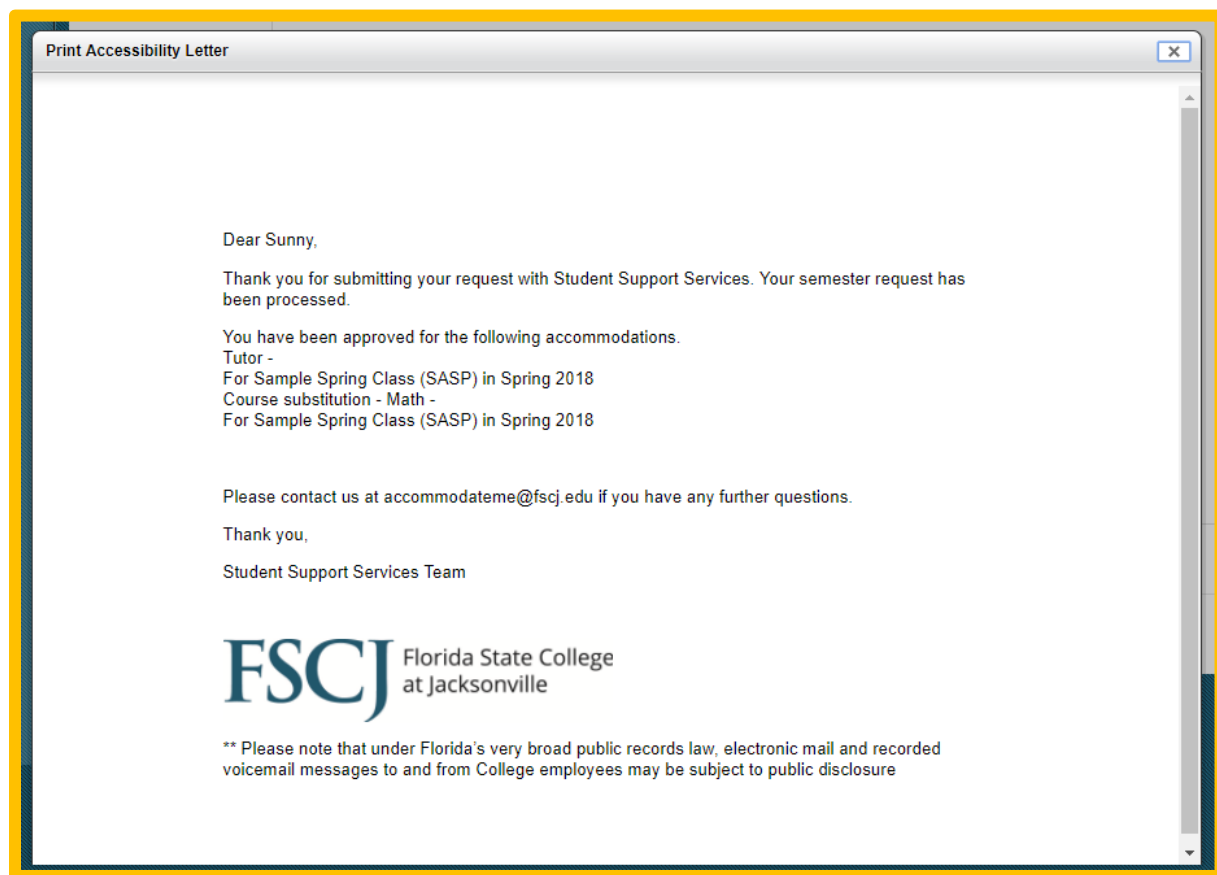 Print Accessibility Letter
Dear Sunny,
Thank you for submitting your request with Student Support Services. Your semester request has
been processed.
You have been approved for the following accommodations.
Tutor -
For Sample Spring Class (SASP) in Spring 2018
Course substitution - Math -
For Sample Spring Class (SASP) in Spring 2018
Please contact us at accommodateme@fscj.edu if you have any further questions.
Thank you,
Student Support Services Team
FSCJ Florida State College
at Jacksonville
** Please note that under Florida's very broad public records law, electronic mail and recorded
voicemail messages to and from College employees may be subject to public disclosure